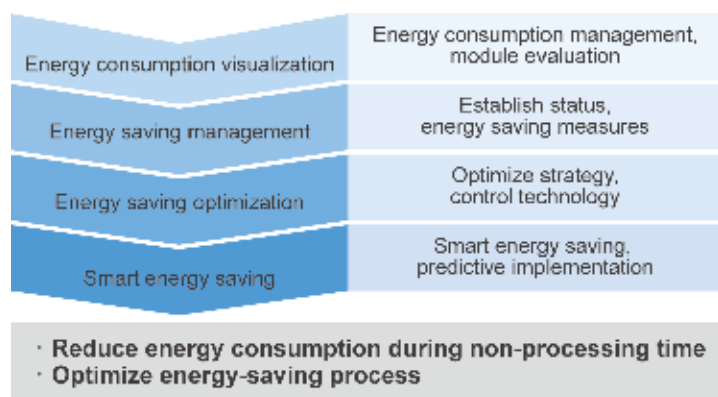 Energy consumption visualization
Energy consumption management,
module evaluation
Energy saving management
Establish status,
energy saving measures
Energy saving optimization
Optimize strategy,
control technology
Smart energy saving
Smart energy saving,
predictive implementation
· Reduce energy consumption during non-processing time
· Optimize energy-saving process